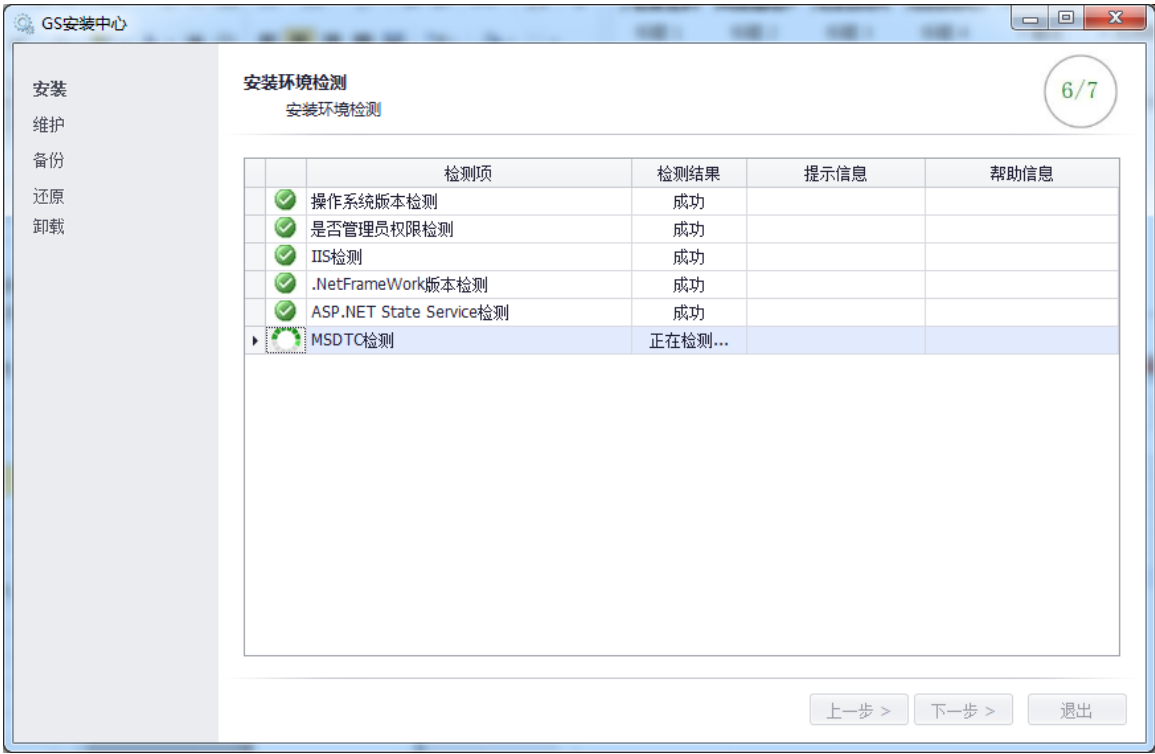 GS安装中心
安装
维护
备份
还原
卸载
安装环境检测
安装环境检测
6/7
检测项 检测结果 提示信息 帮助信息
操作系统版本检测 成功
是否管理员权限检测 成功
IIS检测 成功
.NetFrameWork版本检测 成功
ASP.NET State Service检测 成功
MSDTC检测 正在检测...
上一步 > 下一步 > 退出